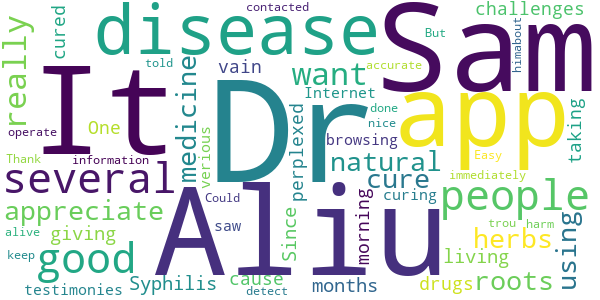 contacted
challenges
cured
disease
Sam
But
himabout
really
vain
want
Internet
accurate
told
It
Dr
app
operate
One
medicine
verious
perplexed
done
nice
taking
browsing
Thank
information
natural
Easy
several
Aliu
cure
immediately
Could
curing
people
appreciate
saw
Since
morning
trou
harm
using
giving
herbs
alive
good
living
keep
cause
drugs
roots
testimonies
Syphilis
months
detect